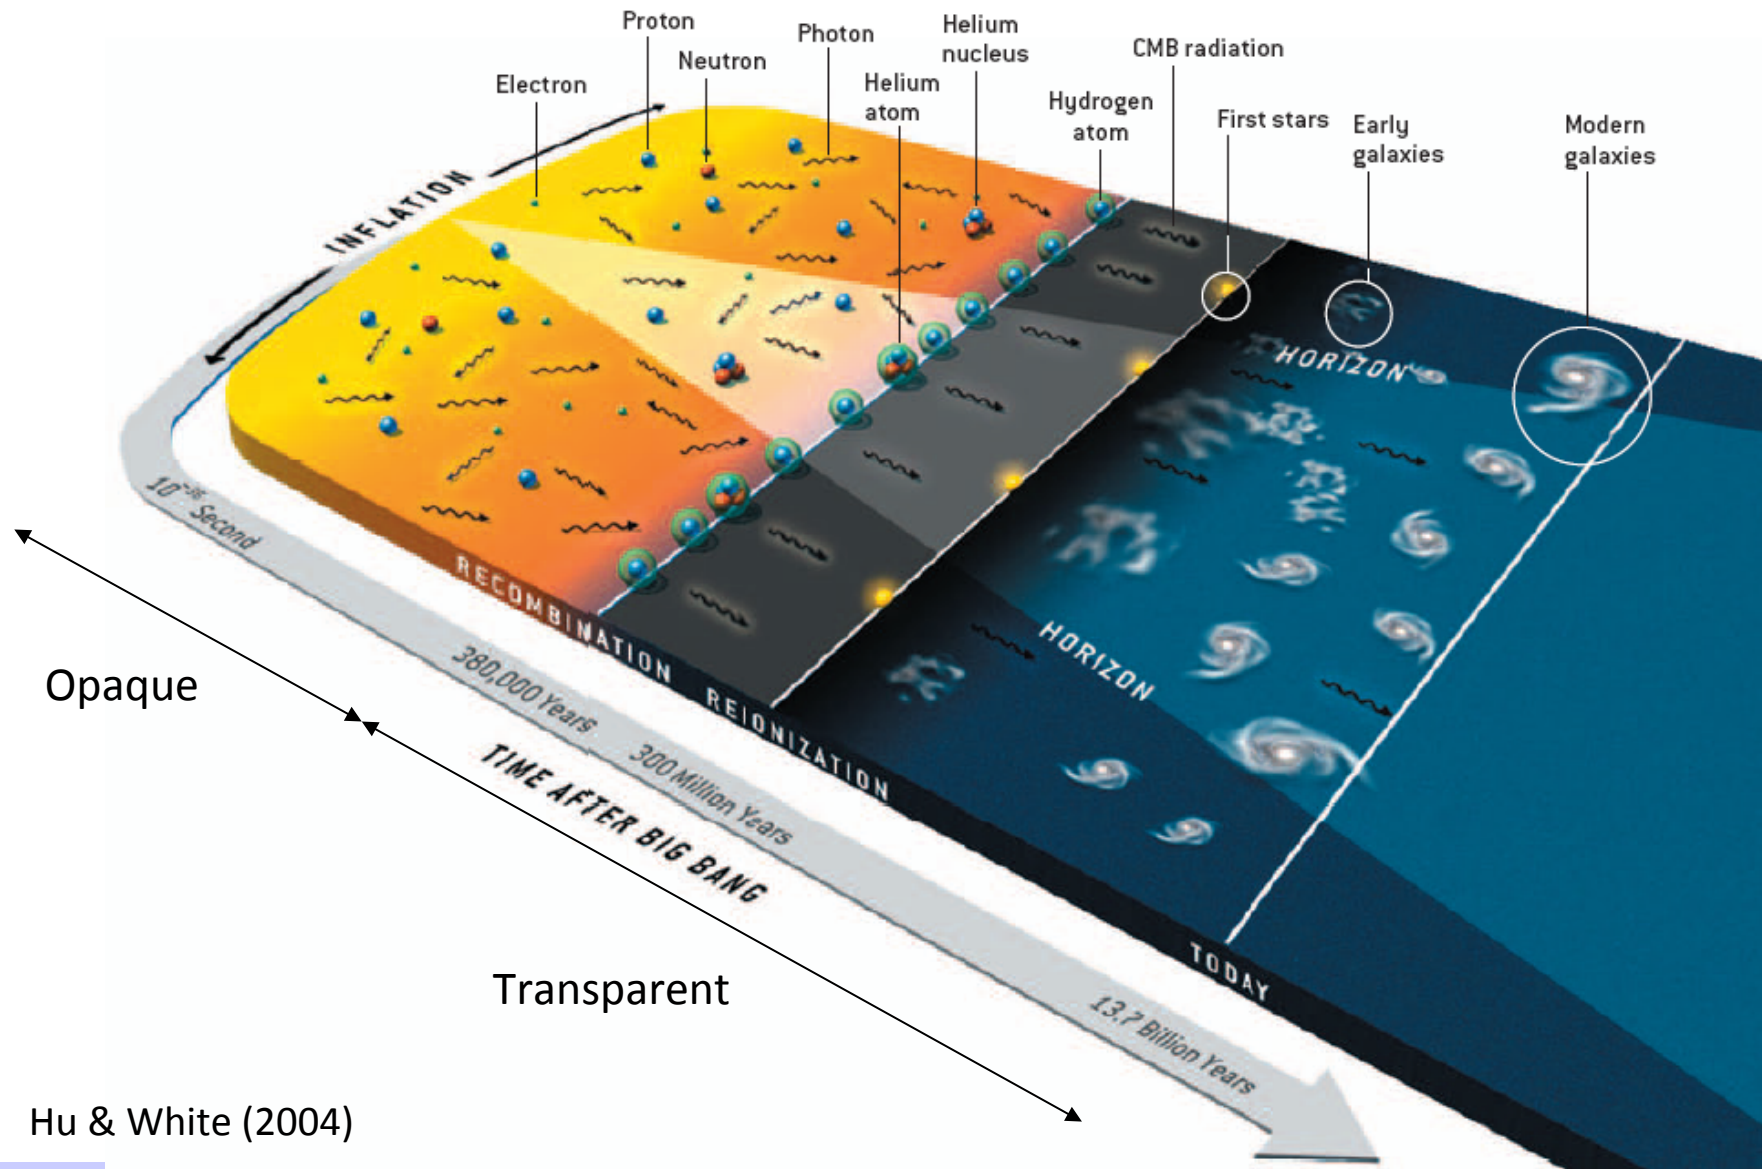 Proton
Neutron
Electron
Photon
Helium
nucleus
Helium
atom
CMB radiation
Hydrogen
atom
First stars
Early
galaxies
Modern
galaxies
INFLATION
HORIZON
HORIZON
10⁻³⁵ Second
RECOMBINATION
380,000 Years
REIONIZATION
300 Million Years
TIME AFTER BIG BANG
TODAY
13.7 Billion Years
Opaque
Transparent
Hu & White (2004)